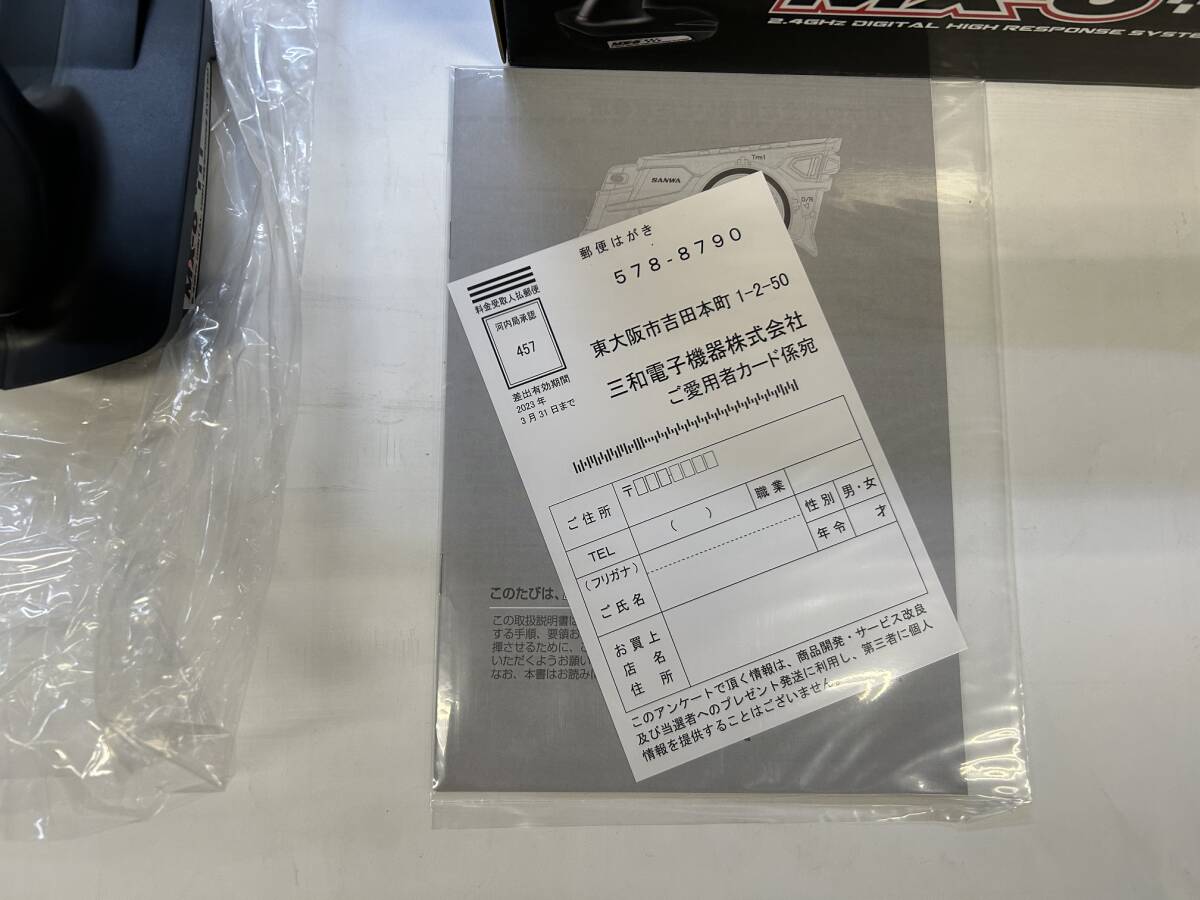 MX-6
2.4GHz DIGITAL HIGH RESPONSE SYSTE
MX-6
SANWA
Trm1
D/R
郵便はがき
578-8790
料金受取人払郵便
河内局承認
457
差出有効期間
2023年
3月31日まで
東大阪市吉田本町1-2-50
三和電子機器株式会社
ご愛用者カード係宛
ご住所
〒
TEL
( )
職業
(フリガナ)
ご氏名
性別
男・女
年令
才
お買上
店名
住所
このアンケートで頂く情報は、商品開発・サービス改良
及び当選者へのプレゼント発送に利用し、第三者に個人
情報を提供することはございません。
このたびは、
この取扱説明書に
する手順、要領お
揮させるために、
いただくようお願い
なお、本書はお読みに